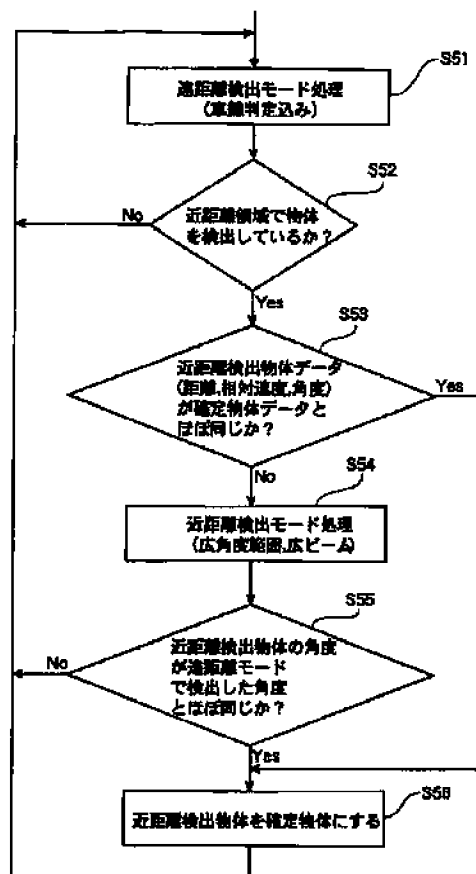 S51
遠距離検出モード処理
(車線判定込み)
S52
No
近距離領域で物体
を検出しているか?
Yes
S53
近距離検出物体データ
(距離,相対速度,角度)
が確定物体データと
ほぼ同じか?
Yes
No
S54
近距離検出モード処理
(広角度範囲,広ビーム)
S55
No
近距離検出物体の角度
が遠距離モード
で検出した角度
とほぼ同じか?
Yes
S56
近距離検出物体を確定物体にする